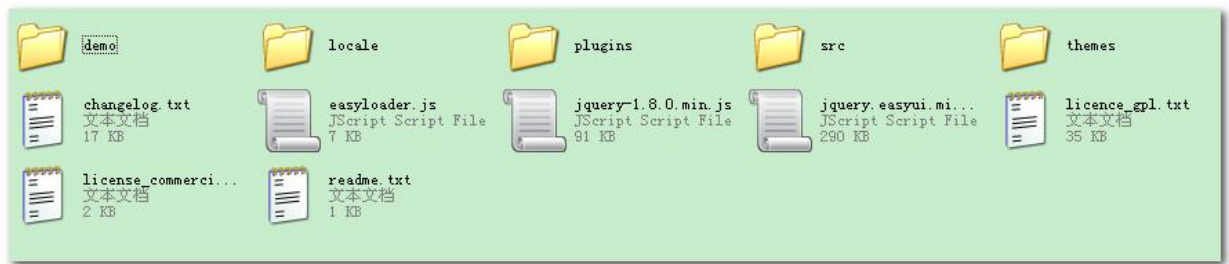 demo
locale
plugins
src
themes
changelog.txt
文本文档
17 KB
easyloader.js
JScript Script File
7 KB
jquery-1.8.0.min.js
JScript Script File
91 KB
jquery.easyui.mi...
JScript Script File
290 KB
licence_gpl.txt
文本文档
35 KB
license_commerci...
文本文档
2 KB
readme.txt
文本文档
1 KB